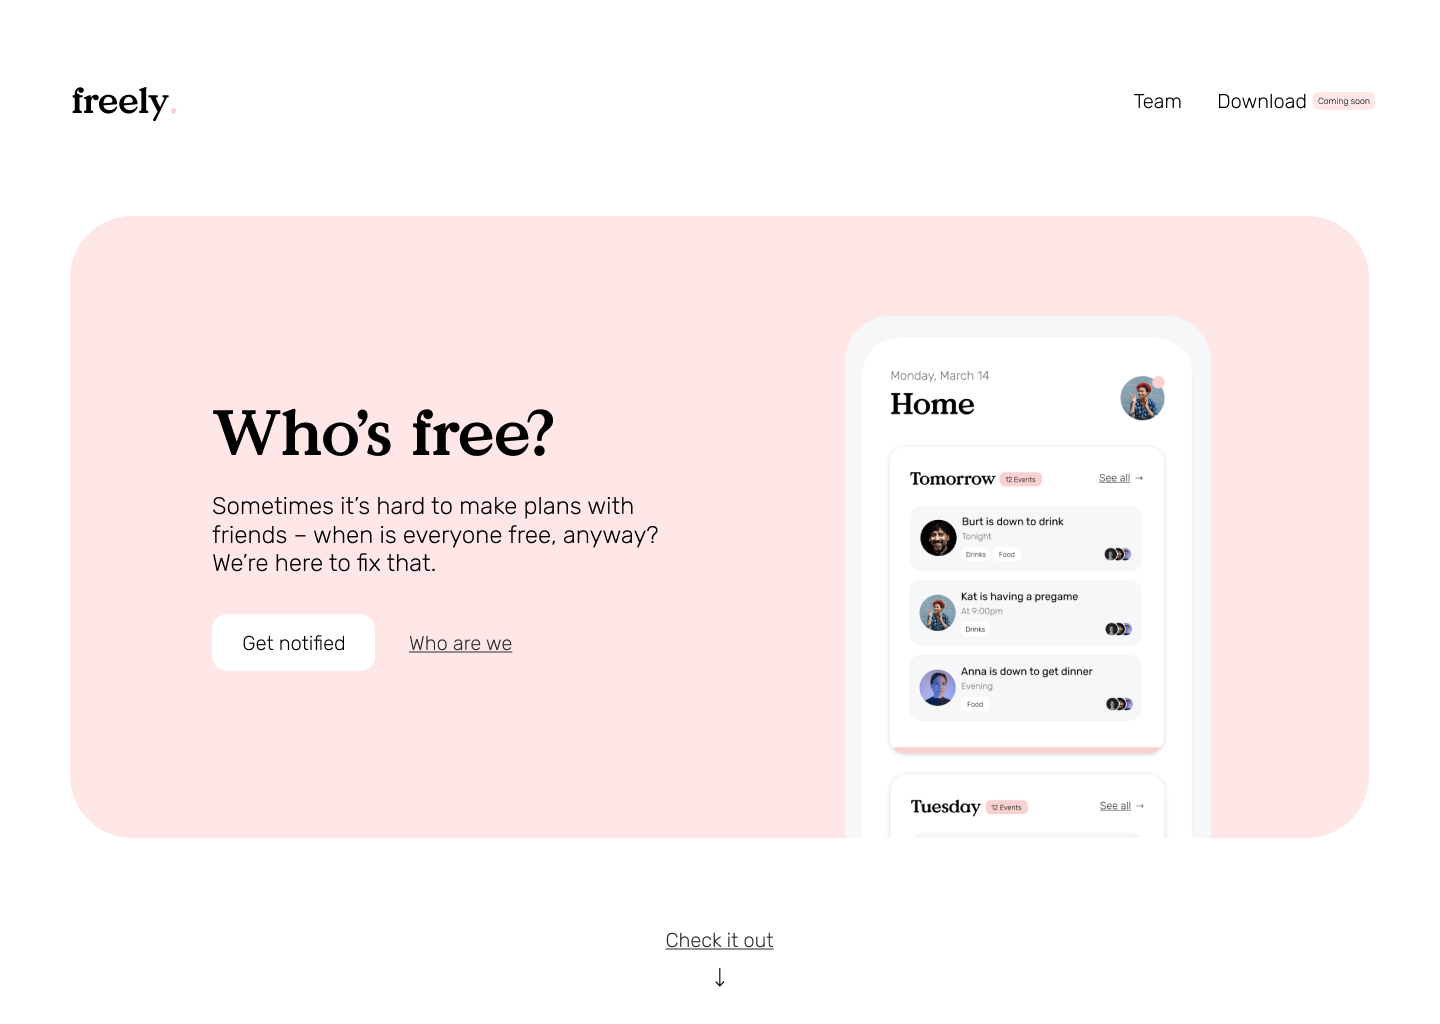 freely.
Team
Download Coming soon
Who’s free?
Sometimes it’s hard to make plans with
friends – when is everyone free, anyway?
We’re here to fix that.
Get notified
Who are we
Monday, March 14
Home
Tomorrow 12 Events See all →
Burt is down to drink
Tonight
Drinks Food
Kat is having a pregame
At 9:00pm
Drinks
Anna is down to get dinner
Evening
Food
Tuesday 12 Events See all →
Check it out
↓